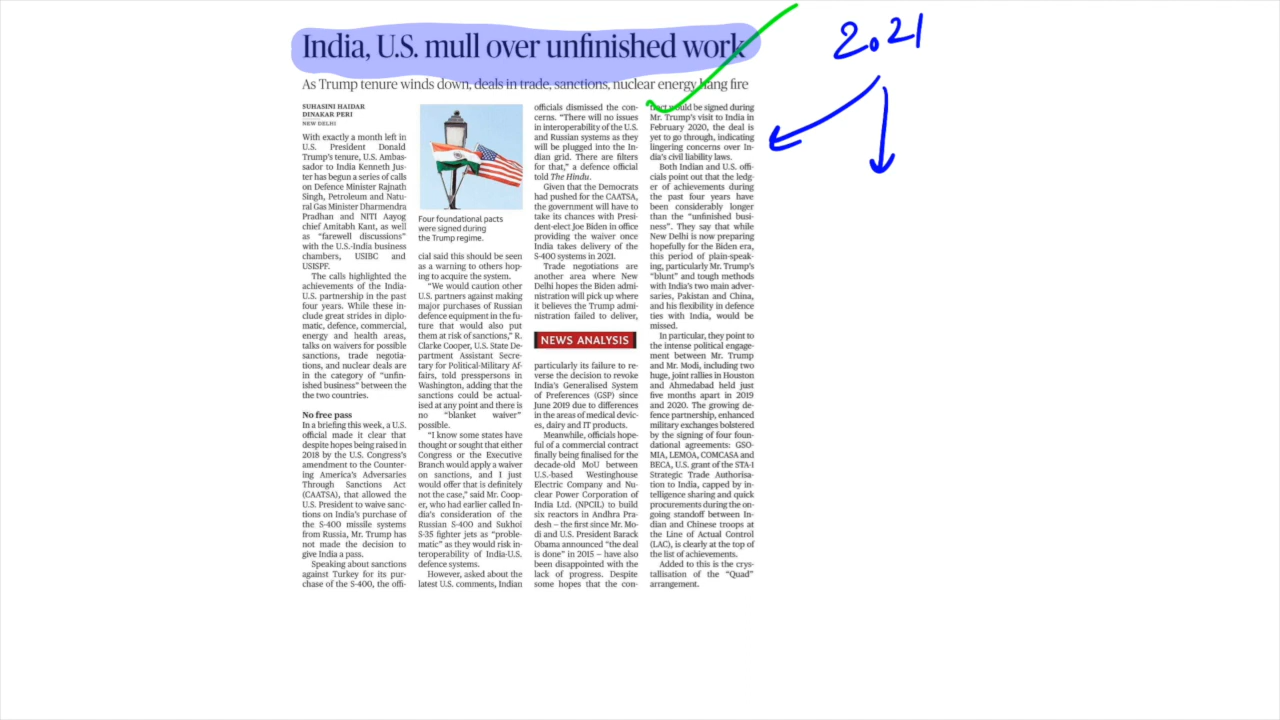 India, U.S. mull over unfinished work
As Trump tenure winds down, deals in trade, sanctions, nuclear energy hang fire
SUHASINI HAIDAR
DINAKAR PERI
NEW DELHI
With exactly a month left in
U.S. President Donald
Trump's tenure, U.S. Ambas-
sador to India Kenneth Jus-
ter has begun a series of calls
on Defence Minister Rajnath
Singh, Petroleum and Natu-
ral Gas Minister Dharmendra
Pradhan and NITI Aayog
chief Amitabh Kant, as well
as “farewell discussions”
with the U.S.-India business
chambers, USIBC and
USISPF.
The calls highlighted the
achievements of the India-
U.S. partnership in the past
four years. While these in-
clude great strides in diplo-
matic, defence, commercial,
energy and health areas,
talks on waivers for possible
sanctions, trade negotia-
tions, and nuclear deals are
in the category of “unfin-
ished business” between the
the two countries.
No free pass
In a briefing this week, a U.S.
official made it clear that
despite hopes being raised in
2018 by the U.S. Congress's
amendment to the Counter-
ing America's Adversaries
Through Sanctions Act
(CAATSA), that allowed the
U.S. President to waive sanc-
tions on India's purchase of
the S-400 missile systems
from Russia, Mr. Trump has
not made the decision to
give India a pass.
Speaking about sanctions
against Turkey for its pur-
chase of the S-400, the offi-
Four foundational pacts
were signed during
the Trump regime.
cial said this should be seen
as a warning to others hop-
ing to acquire the system.
“We would caution other
U.S. partners against making
major purchases of Russian
defence equipment in the fu-
ture that would also put
them at risk of sanctions,” R.
Clarke Cooper, U.S. State De-
partment Assistant Secre-
tary for Political-Military Af-
fairs, told presspersons in
Washington, adding that the
sanctions could be actual-
ised at any point and there is
no “blanket waiver”
possible.
“I know some states have
thought or sought that either
Congress or the Executive
Branch would apply a waiver
on sanctions, and I just
would offer that is definitely
not the case,” said Mr. Coop-
er, who had earlier called In-
dia's consideration of the
Russian S-400 and Sukhoi
S-35 fighter jets as “proble-
matic” as they would risk in-
teroperability of India-U.S.
defence systems.
However, asked about the
latest U.S. comments, Indian
officials dismissed the con-
cerns. “There will no issues
in interoperability of the U.S.
and Russian systems as they
will be plugged into the In-
dian grid. There are filters
for that,” a defence official
told The Hindu.
Given that the Democrats
had pushed for the CAATSA,
the government will have to
take its chances with Presi-
dent-elect Joe Biden in office
providing the waiver once
India takes delivery of the
S-400 systems in 2021.
Trade negotiations are
another area where New
Delhi hopes the Biden admi-
nistration will pick up where
it believes the Trump admi-
nistration failed to deliver,
NEWS ANALYSIS
particularly its failure to re-
verse the decision to revoke
India's Generalised System
of Preferences (GSP) since
June 2019 due to differences
in the areas of medical devic-
es, dairy and IT products.
Meanwhile, officials hope-
ful of a commercial contract
finally being finalised for the
decade-old MoU between
U.S.-based Westinghouse
Electric Company and Nu-
clear Power Corporation of
India Ltd. (NPCIL) to build
six reactors in Andhra Pra-
desh – the first since Mr. Mo-
di and U.S. President Barack
Obama announced “the deal
is done” in 2015 – have also
been disappointed with the
lack of progress. Despite
some hopes that the con-
tract would be signed during
Mr. Trump's visit to India in
February 2020, the deal is
yet to go through, indicating
lingering concerns over In-
dia's civil liability laws.
Both Indian and U.S. offi-
cials point out that the ledg-
er of achievements during
the past four years have
been considerably longer
than the “unfinished busi-
ness”. They say that while
New Delhi is now preparing
hopefully for the Biden era,
this period of plain-speak-
ing, particularly Mr. Trump's
“blunt” and tough methods
with India's two main adver-
saries, Pakistan and China,
and his flexibility in defence
ties with India, would be
missed.
In particular, they point to
the intense political engage-
ment between Mr. Trump
and Mr. Modi, including two
huge, joint rallies in Houston
and Ahmedabad held just
five months apart in 2019
and 2020. The growing de-
fence partnership, enhanced
military exchanges bolstered
by the signing of four foun-
dational agreements: GSO-
MIA, LEMOA, COMCASA and
BECA, U.S. grant of the STA-I
Strategic Trade Authorisa-
tion to India, capped by in-
telligence sharing and quick
procurements during the on-
going standoff between In-
dian and Chinese troops at
the Line of Actual Control
(LAC), is clearly at the top of
the list of achievements.
Added to this is the crys-
tallisation of the “Quad”
arrangement.
2021